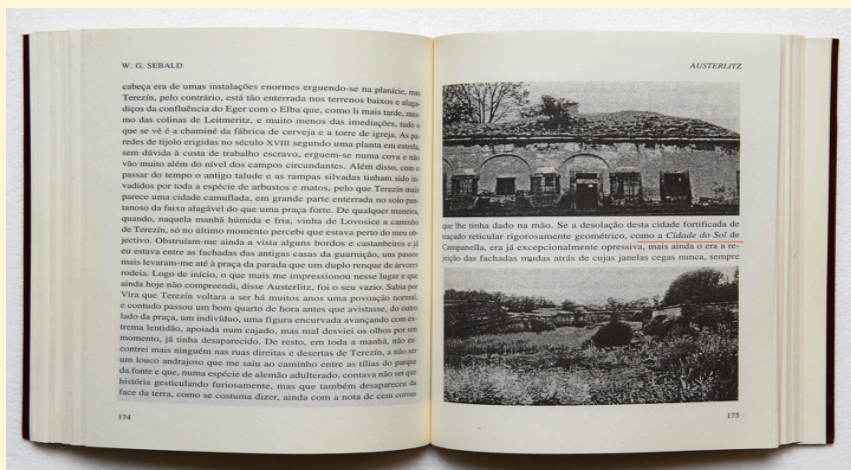 W. G. SEBALD
cabeça era de umas instalações enormes erguendo-se na planície, mas
Terezín, pelo contrário, está tão enterrada nos terrenos baixos e alaga-
diços da confluência do Eger com o Elba que, como li mais tarde, mes-
mo das colinas de Leitmeritz, e muito menos das imediações, tudo o
que se vê é a chaminé da fábrica de cerveja e a torre de igreja. As pa-
redes de tijolo erigidas no século XVIII segundo uma planta em estrela,
sem dúvida à custa de trabalho escravo, erguem-se numa cova e não
vão muito além do nível dos campos circundantes. Além disso, com o
passar do tempo o antigo talude e as rampas silvadas tinham sido in-
vadidos por toda a espécie de arbustos e matos, pelo que Terezín mais
parece uma cidade camuflada, em grande parte enterrada no solo pan-
tanoso da faixa alagável do que uma praça forte. De qualquer maneira,
quando, naquela manhã húmida e fria, vinha de Lovosice a caminho
de Terezín, só no último momento percebi que estava perto do meu ob-
jectivo. Obstruíam-me ainda a vista alguns bordos e castanheiros e já
eu estava entre as fachadas das antigas casas da guarnição, uns passos
mais levaram-me até à praça da parada que um duplo renque de árvores
rodeia. Logo de início, o que mais me impressionou nesse lugar e que
ainda hoje não compreendi, disse Austerlitz, foi o seu vazio. Sabia por
Vira que Terezín voltara a ser há muitos anos uma povoação normal,
e contudo passou um bom quarto de hora antes que avistasse, do outro
lado da praça, um indivíduo, uma figura encurvada avançando com ex-
trema lentidão, apoiada num cajado, mas mal desviei os olhos por um
momento, já tinha desaparecido. De resto, em toda a manhã, não en-
contrei mais ninguém nas ruas direitas e desertas de Terezín, a não ser
um louco andrajoso que me saiu ao caminho entre as tílias do parque
da fonte e que, numa espécie de alemão adulterado, contava não sei que
história gesticulando furiosamente, mas que também desapareceu da
face da terra, como se costuma dizer, ainda com a nota de cem coroas
174
AUSTERLITZ
que lhe tinha dado na mão. Se a desolação desta cidade fortificada de
traçado reticular rigorosamente geométrico, como a Cidade do Sol de
Campanella, era já excepcionalmente opressiva, mais ainda o era a re-
jeição das fachadas mudas atrás de cujas janelas cegas nunca, sempre
175